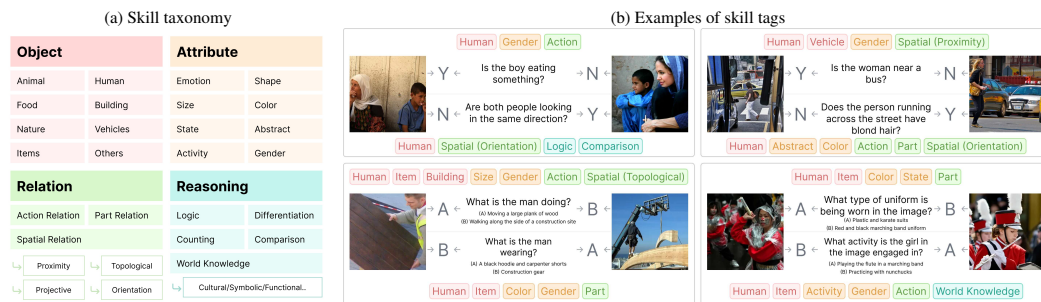 (a) Skill taxonomy
Object
Attribute
Animal
Human
Emotion
Shape
Food
Building
Size
Color
Nature
Vehicles
State
Abstract
Items
Others
Activity
Gender
Relation
Reasoning
Action Relation
Part Relation
Logic
Differentiation
Spatial Relation
Counting
Comparison
Proximity
Topological
World Knowledge
Projective
Orientation
Cultural/Symbolic/Functional..
(b) Examples of skill tags
Human Gender Action
Y
Is the boy eating
something?
N
N
Are both people looking
in the same direction?
Y
Human Spatial (Orientation) Logic Comparison
Human Vehicle Gender Spatial (Proximity)
Y
Is the woman near a
bus?
N
N
Does the person running
across the street have
blond hair?
Y
Human Abstract Color Action Part Spatial (Orientation)
Human Item Building Size Gender Action Spatial (Topological)
A
What is the man doing?
(A) Moving a large plank of wood
(B) Walking along the side of a construction site
B
B
What is the man
wearing?
(A) A black hoodie and carpenter shorts
(B) Construction gear
A
Human Item Color Gender Part
Human Item Color State Part
A
What type of uniform is
being worn in the image?
(A) Plastic and karate suits
(B) Red and black marching band uniform
B
B
What activity is the girl in
the image engaged in?
(A) Playing the flute in a marching band
(B) Practicing with nunchucks
A
Human Item Activity Gender Action World Knowledge